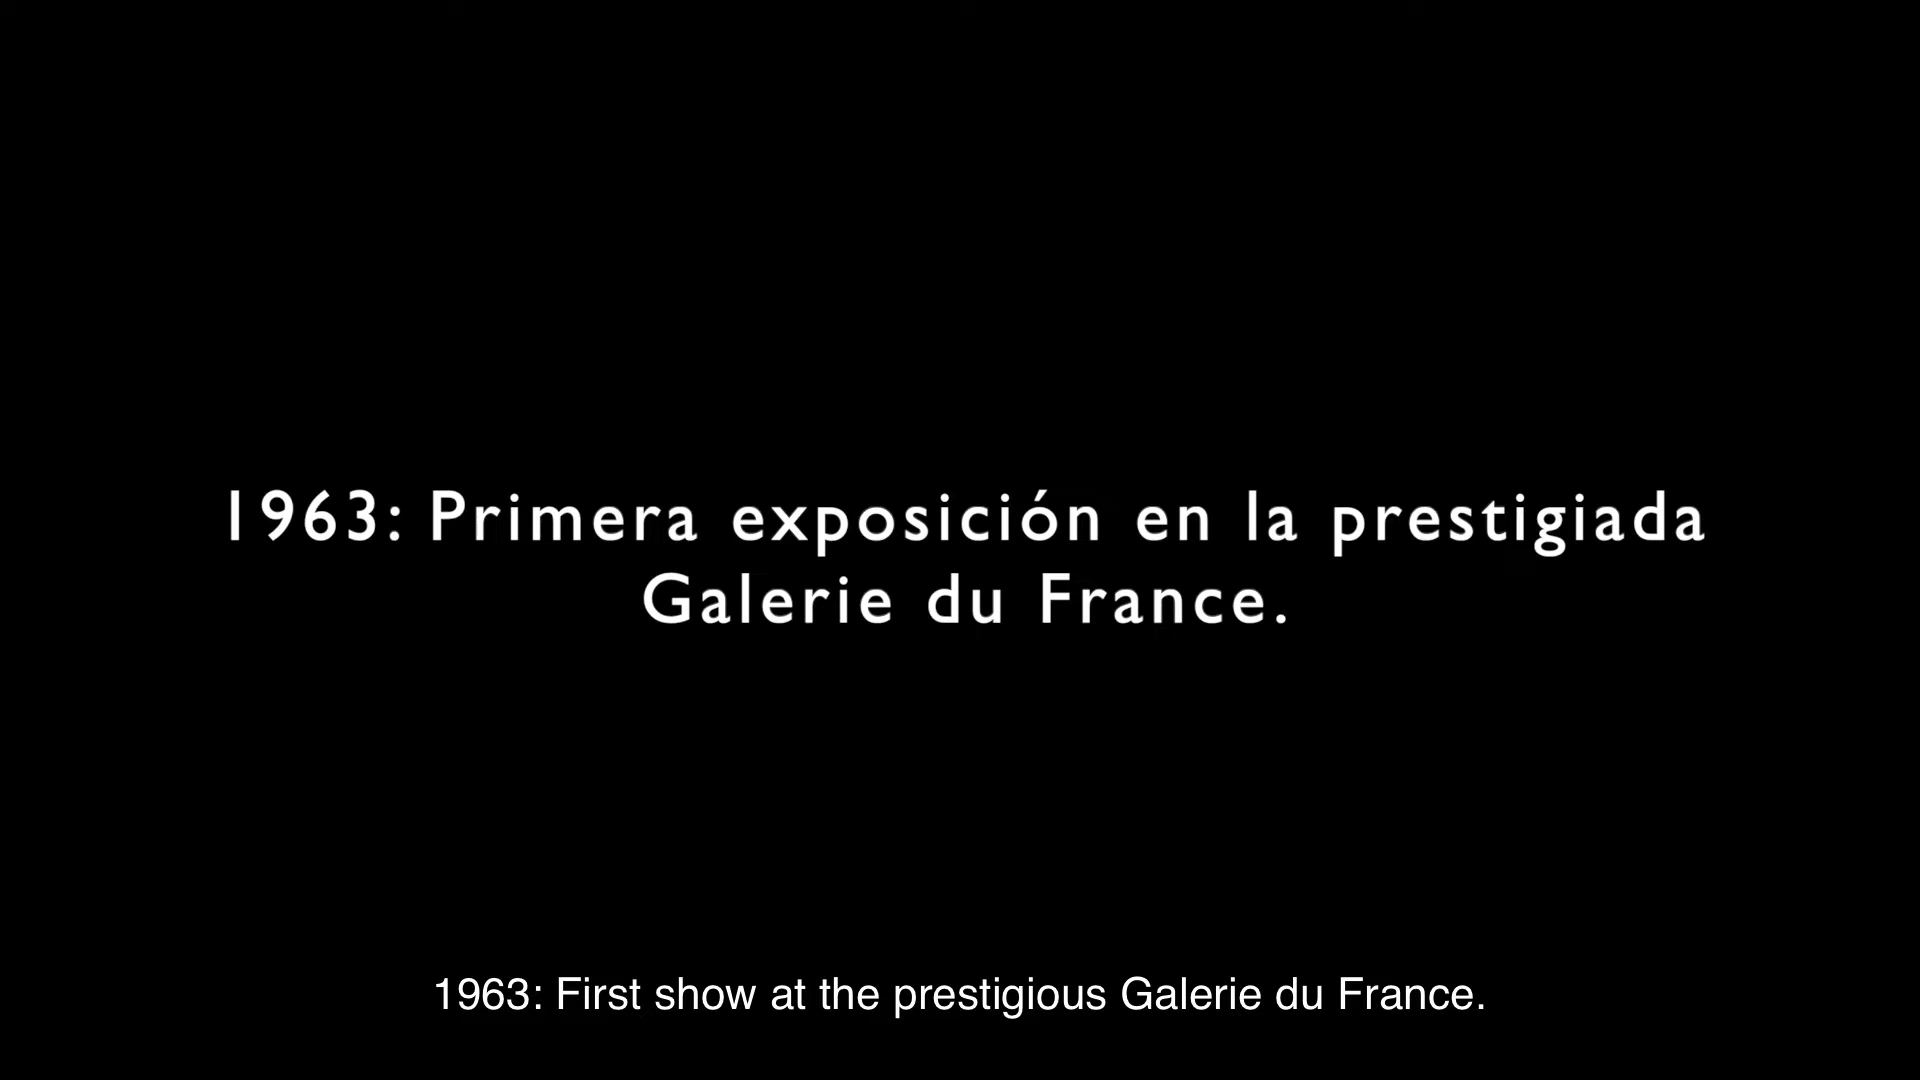 1963: Primera exposición en la prestigiada
Galerie du France.
1963: First show at the prestigious Galerie du France.